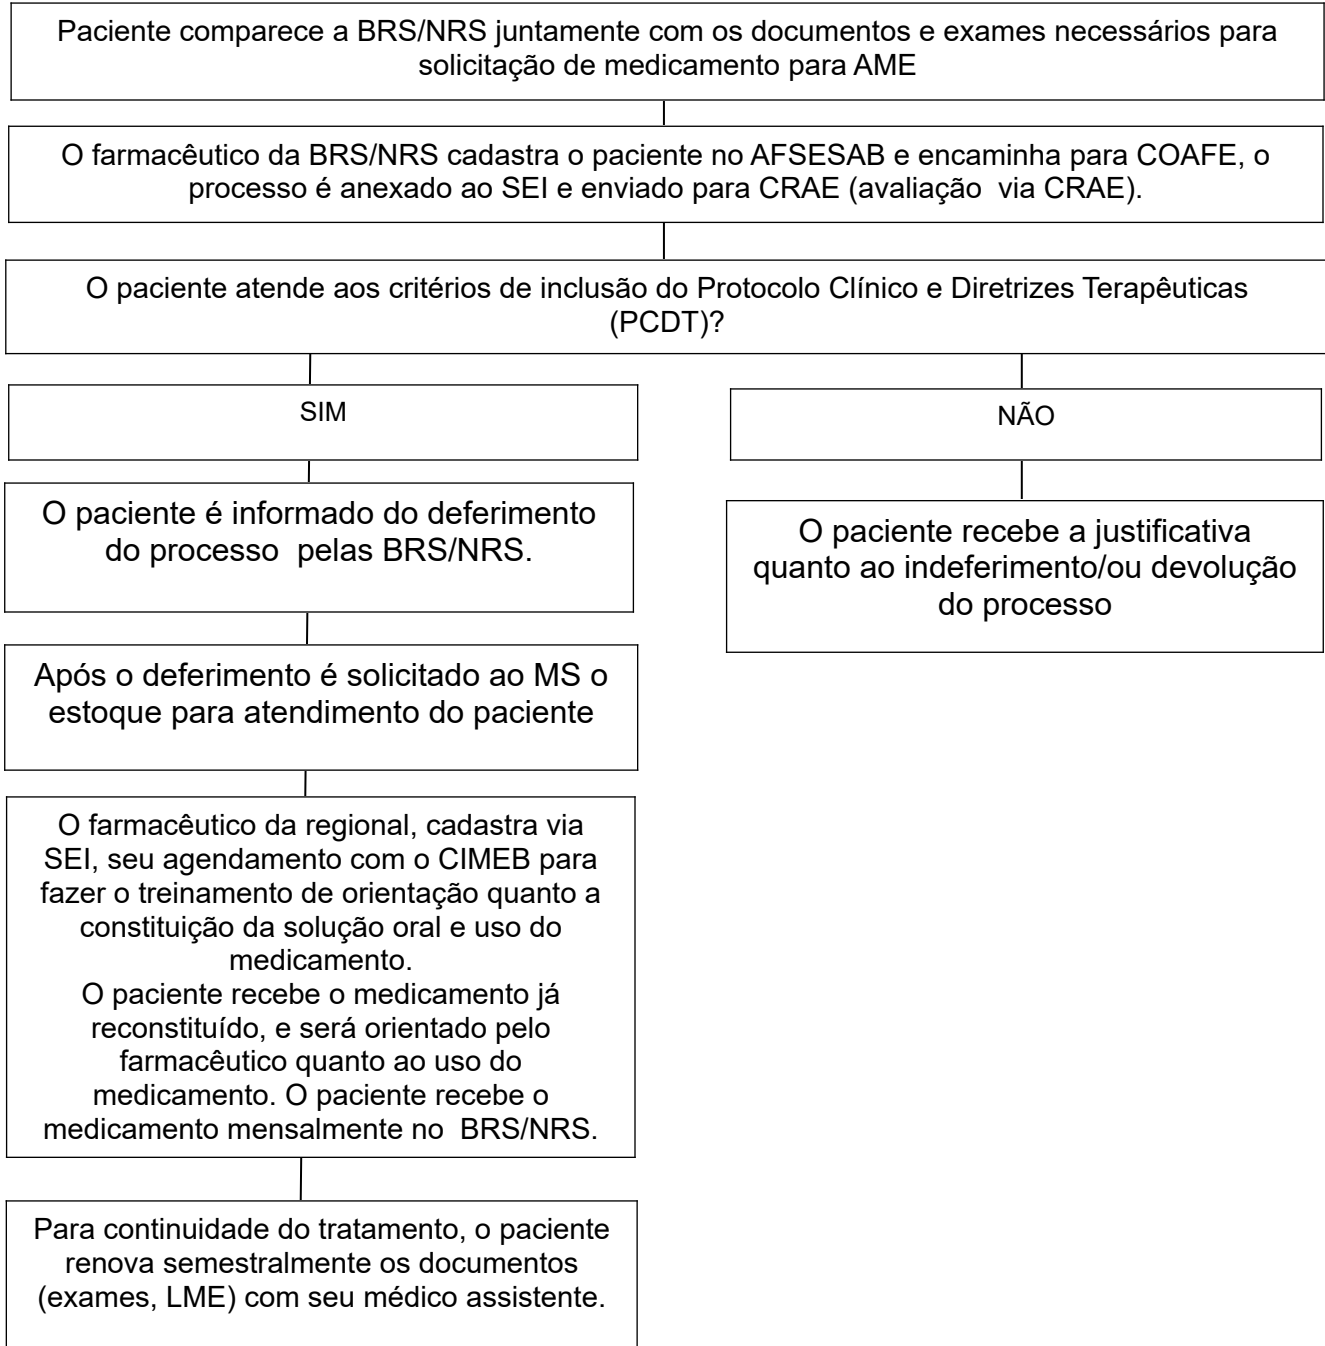 Paciente comparece a BRS/NRS juntamente com os documentos e exames necessários para
solicitação de medicamento para AME
O farmacêutico da BRS/NRS cadastra o paciente no AFSESAB e encaminha para COAFE, o
processo é anexado ao SEI e enviado para CRAE (avaliação via CRAE).
O paciente atende aos critérios de inclusão do Protocolo Clínico e Diretrizes Terapêuticas
(PCDT)?
SIM
NÃO
O paciente é informado do deferimento
do processo pelas BRS/NRS.
O paciente recebe a justificativa
quanto ao indeferimento/ou devolução
do processo
Após o deferimento é solicitado ao MS o
estoque para atendimento do paciente
O farmacêutico da regional, cadastra via
SEI, seu agendamento com o CIMEB para
fazer o treinamento de orientação quanto a
constituição da solução oral e uso do
medicamento.
O paciente recebe o medicamento já
reconstituído, e será orientado pelo
farmacêutico quanto ao uso do
medicamento. O paciente recebe o
medicamento mensalmente no BRS/NRS.
Para continuidade do tratamento, o paciente
renova semestralmente os documentos
(exames, LME) com seu médico assistente.